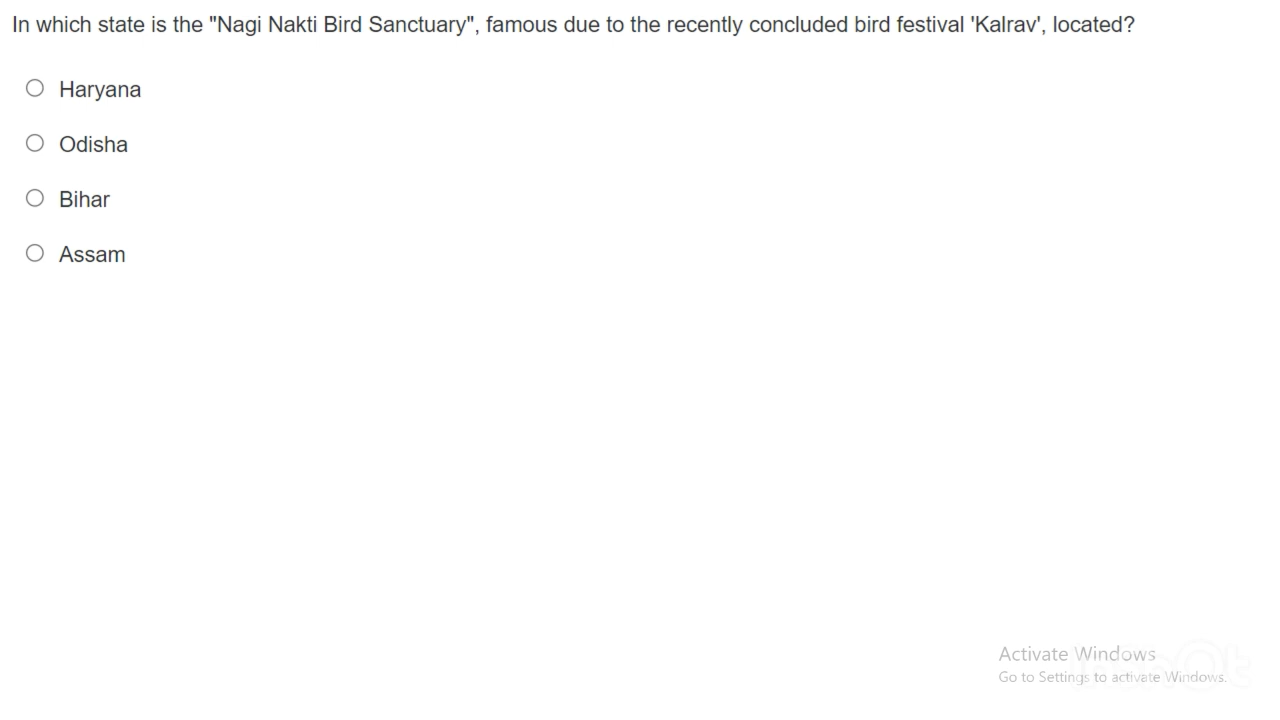 In which state is the "Nagi Nakti Bird Sanctuary", famous due to the recently concluded bird festival 'Kalrav', located?
Haryana
Odisha
Bihar
Assam
Activate Windows
Go to Settings to activate Windows.